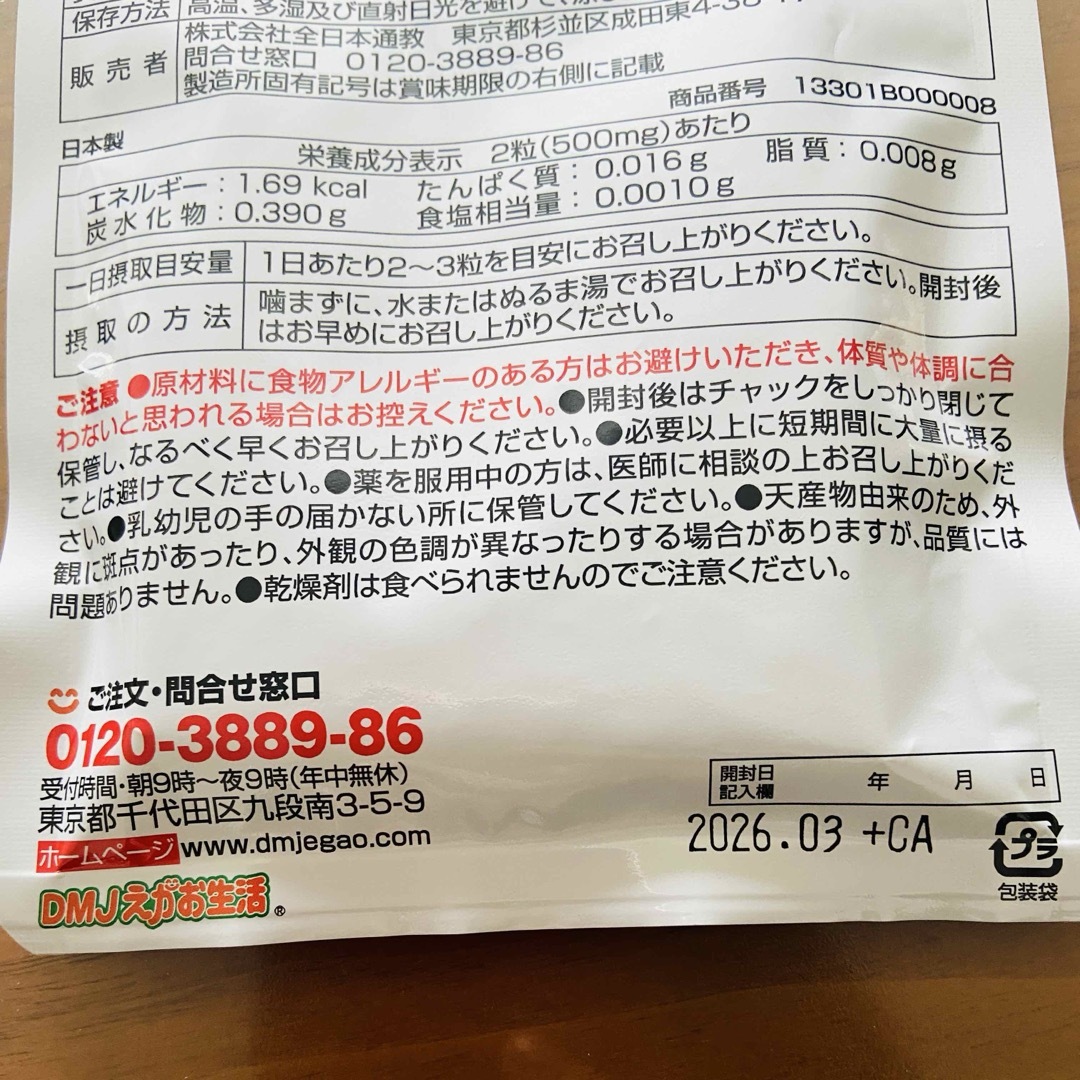 保存方法 高温、多湿及び直射日光を避けて、涼
販売者 株式会社全日本通教 東京都杉並区成田東4-38
問合せ窓口 0120-3889-86
製造所固有記号は賞味期限の右側に記載
商品番号 13301B000008
日本製
栄養成分表示 2粒(500mg)あたり
エネルギー:1.69 kcal たんぱく質:0.016g 脂質:0.008g
炭水化物:0.390g 食塩相当量:0.0010g
一日摂取目安量 1日あたり2〜3粒を目安にお召し上がりください。
摂取の方法 噛まずに、水またはぬるま湯でお召し上がりください。開封後
はお早めにお召し上がりください。
ご注意 ●原材料に食物アレルギーのある方はお避けいただき、体質や体調に合
わないと思われる場合はお控えください。●開封後はチャックをしっかり閉じて
保管し、なるべく早くお召し上がりください。●必要以上に短期間に大量に摂る
ことは避けてください。●薬を服用中の方は、医師に相談の上お召し上がりくだ
さい。●乳幼児の手の届かない所に保管してください。●天産物由来のため、外
観に斑点があったり、外観の色調が異なったりする場合がありますが、品質には
問題ありません。●乾燥剤は食べられませんのでご注意ください。
ご注文・問合せ窓口
0120-3889-86
受付時間・朝9時〜夜9時(年中無休)
東京都千代田区九段南3-5-9
ホームページ www.dmjegao.com
DMJえがお生活®
開封日記入欄 年 月 日
2026.03 +CA
プラ
包装袋